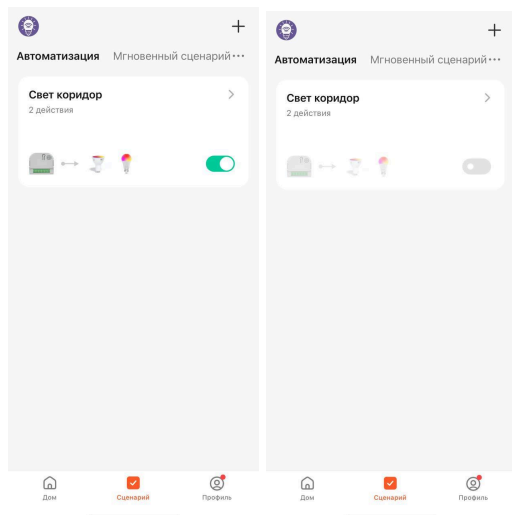 Автоматизация Мгновенный сценарий ···
Свет коридор
2 действия
Дом Сценарий Профиль
Автоматизация Мгновенный сценарий ···
Свет коридор
2 действия
Дом Сценарий Профиль